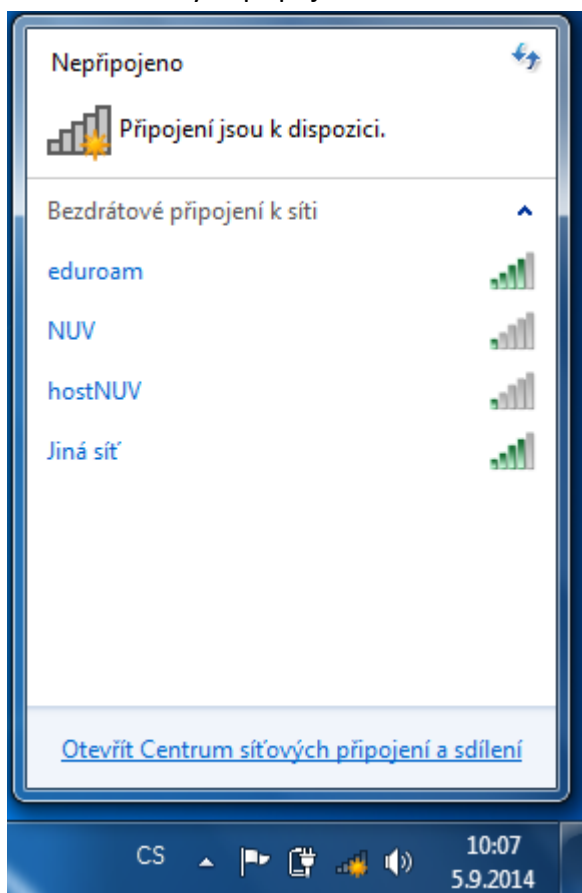 Nepřipojeno
Připojení jsou k dispozici.
Bezdrátové připojení k síti
eduroam
NUV
hostNUV
Jiná síť
Otevřít Centrum síťových připojení a sdílení
CS
10:07
5.9.2014